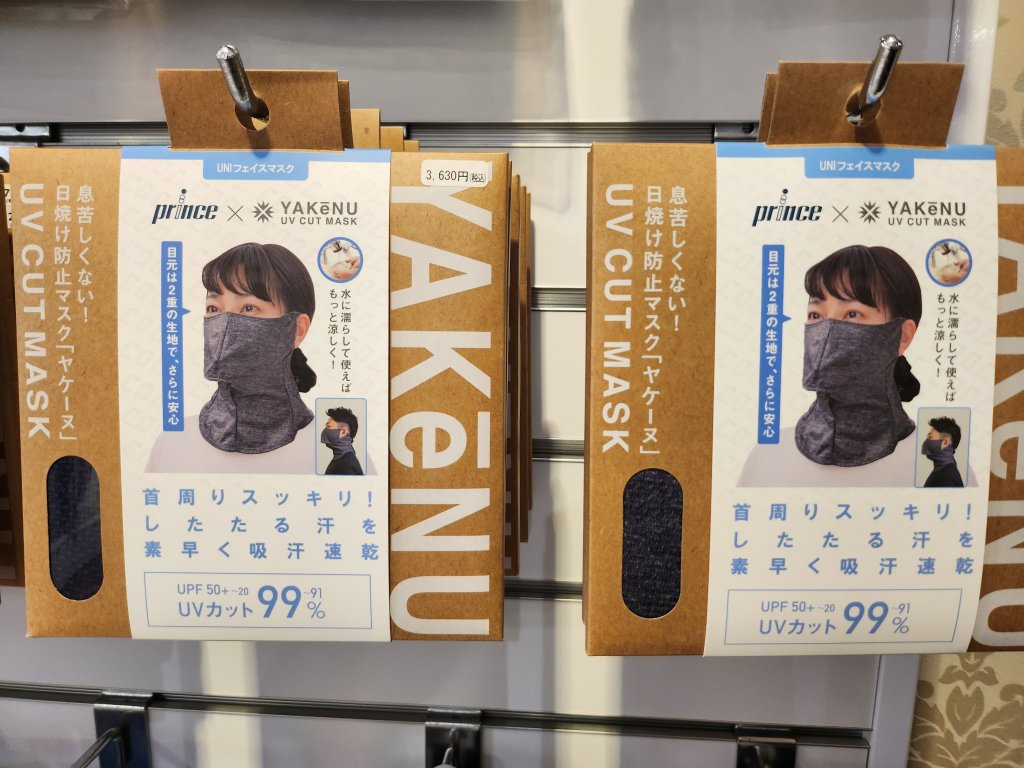 UNIフェイスマスク
3,630円(税込)
prince × YAKēNU
UV CUT MASK
息苦しくない!
日焼け防止マスク「ヤケーヌ」
UV CUT MASK
目元は2重の生地で、さらに安心
水に濡らして使えば
もっと涼しく!
YAKēNU
首周りスッキリ!
したたる汗を
素早く吸汗速乾
UPF 50+ ~20
UVカット 99~91%
UNIフェイスマスク
prince × YAKēNU
UV CUT MASK
息苦しくない!
日焼け防止マスク「ヤケーヌ」
UV CUT MASK
目元は2重の生地で、さらに安心
水に濡らして使えば
もっと涼しく!
YAKēNU
首周りスッキリ!
したたる汗を
素早く吸汗速乾
UPF 50+ ~20
UVカット 99~91%